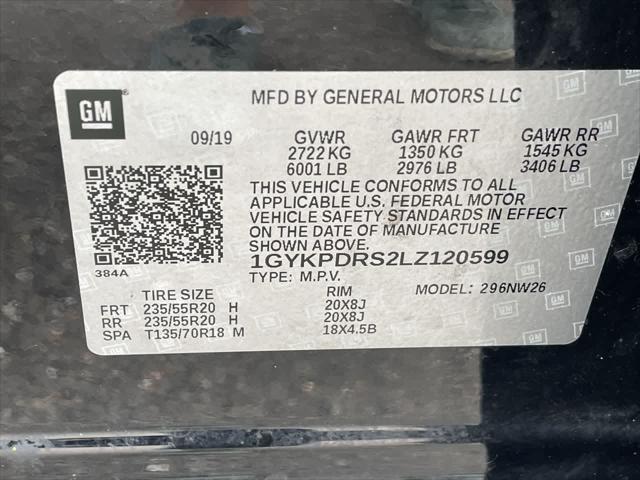 GM
MFD BY GENERAL MOTORS LLC
09/19 GVWR GAWR FRT GAWR RR
2722 KG 1350 KG 1545 KG
6001 LB 2976 LB 3406 LB
THIS VEHICLE CONFORMS TO ALL
APPLICABLE U.S. FEDERAL MOTOR
VEHICLE SAFETY STANDARDS IN EFFECT
ON THE DATE OF MANUFACTURE
SHOWN ABOVE.
384A
1GYKPDRS2LZ120599
TYPE: M.P.V. MODEL: 296NW26
TIRE SIZE RIM
FRT 235/55R20 H 20X8J
RR 235/55R20 H 20X8J
SPA T135/70R18 M 18X4.5B